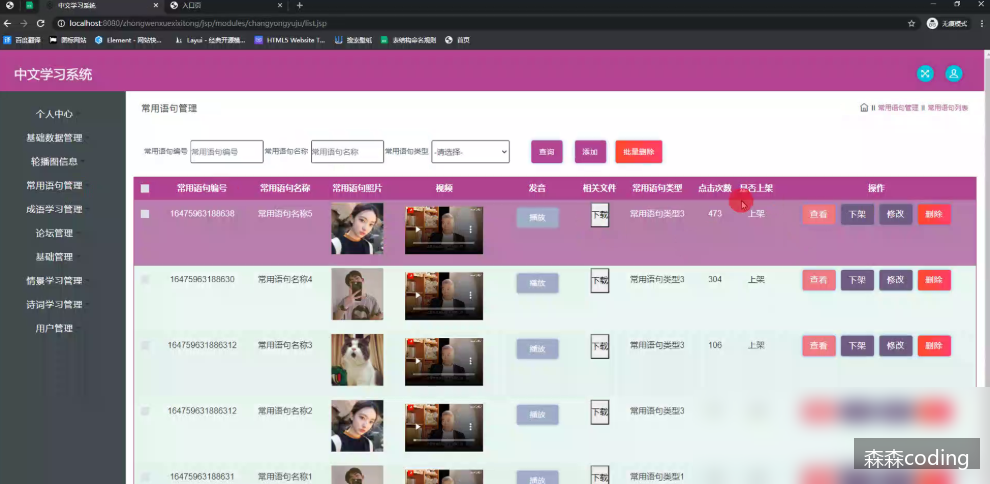 中文学习系统
入口页
localhost:8080/zhongwenxuexixitong/jsp/modules/changyongyuju/list.jsp
无痕模式
百度翻译 图标网站 Element - 网站快... Layui - 经典开源模... HTML5 Website T... 搜索壁纸 系统结构命名规则 首页
中文学习系统
个人中心
基础数据管理
轮播图信息
常用语句管理
成语学习管理
论坛管理
基础管理
情景学习管理
诗词学习管理
用户管理
常用语句管理
常用语句管理 常用语句列表
常用语句编号 常用语句编号 常用语句名称 常用语句名称 常用语句类型 -请选择- 查询 添加 批量删除
常用语句编号 常用语句名称 常用语句照片 视频 发音 相关文件 常用语句类型 点击次数 是否上架 操作
16475963188638 常用语句名称5 播放 下载 常用语句类型3 473 上架 查看 下架 修改 删除
16475963188630 常用语句名称4 播放 下载 常用语句类型3 304 上架 查看 下架 修改 删除
164759631886312 常用语句名称3 播放 下载 常用语句类型3 106 上架 查看 下架 修改 删除
164759631886312 常用语句名称2 播放 下载 常用语句类型3
16475963188631 常用语句名称1 播放 下载 常用语句类型1
森森coding